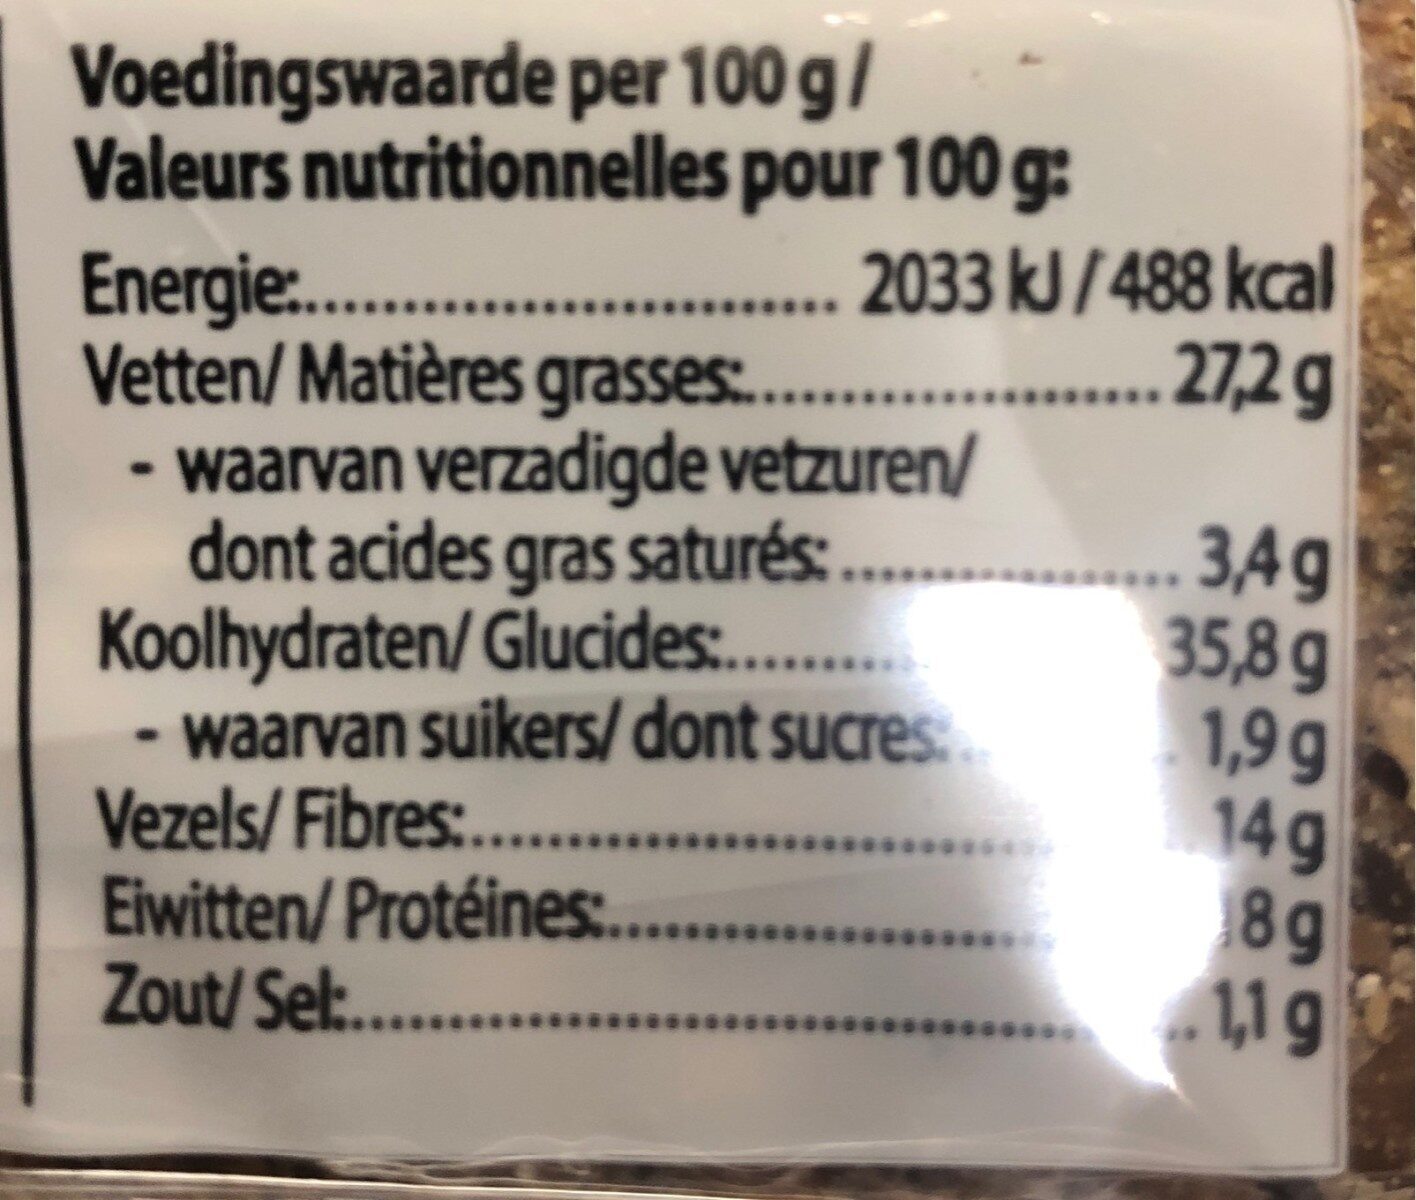 Voedingswaarde per 100 g /
Valeurs nutritionnelles pour 100 g:
Energie:.............................. 2033 kJ / 488 kcal
Vetten/ Matières grasses:........................ 27,2 g
- waarvan verzadigde vetzuren/
dont acides gras saturés: .................... 3,4 g
Koolhydraten/ Glucides:........... 35,8 g
- waarvan suikers/ dont sucres: .. . 1,9 g
Vezels/ Fibres:................................ .. 14 g
Eiwitten/ Protéines:......................... 18 g
Zout/ Sel:......................................... .. 1,1 g